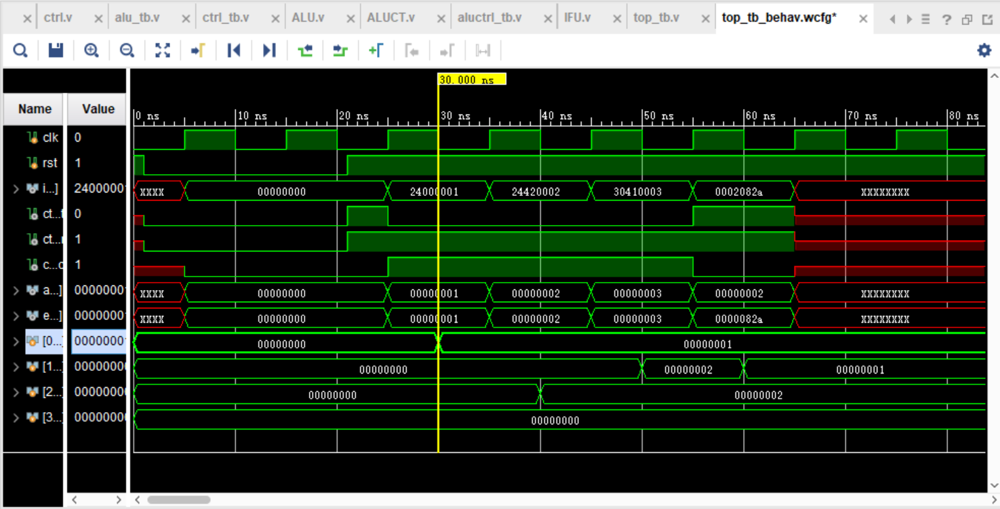 ctrl.v alu_tb.v ctrl_tb.v ALU.v ALUCT.v aluctrl_tb.v IFU.v top_tb.v top_tb_behav.wcfg*
30.000 ns
Name Value
0 ns 10 ns 20 ns 30 ns 40 ns 50 ns 60 ns 70 ns 80 ns
clk 0
rst 1
i...] 24000001 XXXX 00000000 24000001 24420002 30410003 0002082a XXXXXXXX
ct...t 0
ct...r 1
c...c 1
a...] 00000001 XXXX 00000000 00000001 00000002 00000003 00000002 XXXXXXXX
e...] 00000001 XXXX 00000000 00000001 00000002 00000003 0000082a XXXXXXXX
[0...] 00000001 00000000 00000001
[1...] 0000000 00000000 00000002 00000001
[2...] 0000000 00000000 00000002
[3...] 0000000 00000000